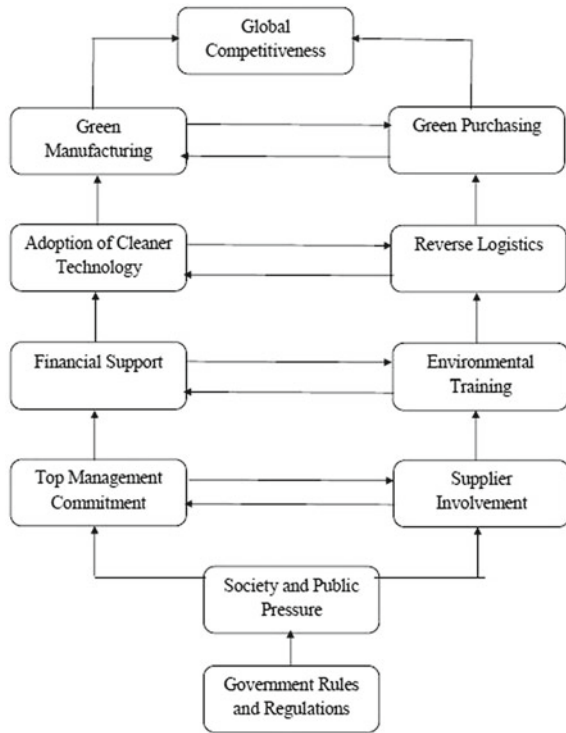 Global
Competitiveness
Green
Manufacturing
Green Purchasing
Adoption of Cleaner
Technology
Reverse Logistics
Financial Support
Environmental
Training
Top Management
Commitment
Supplier
Involvement
Society and Public
Pressure
Government Rules
and Regulations